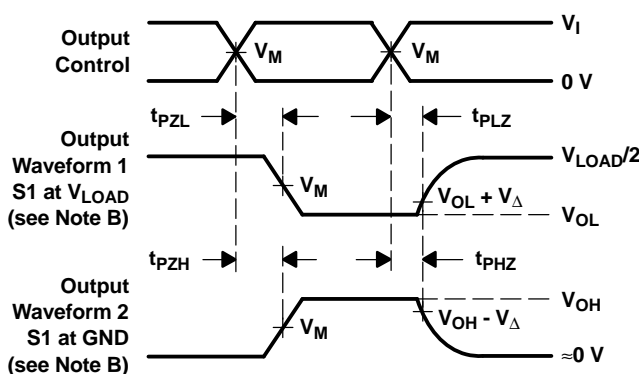 Output
Control
V_M
V_M
V_I
0 V
t_PZL
t_PLZ
Output
Waveform 1
S1 at V_LOAD
(see Note B)
V_M
V_OL + V_Δ
V_LOAD/2
V_OL
t_PZH
t_PHZ
Output
Waveform 2
S1 at GND
(see Note B)
V_M
V_OH - V_Δ
V_OH
≈0 V